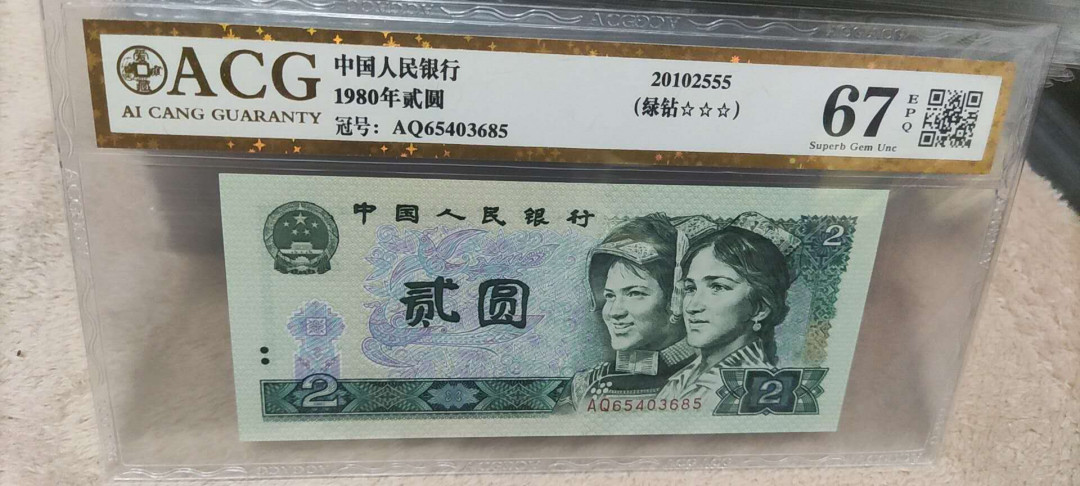 ACG
AI CANG GUARANTY
中国人民银行
1980年贰圆
冠号: AQ65403685
20102555
(绿钻☆☆☆)
67
EPQ
Superb Gem Unc
中国人民银行
2
贰圆
2
AQ65403685
2